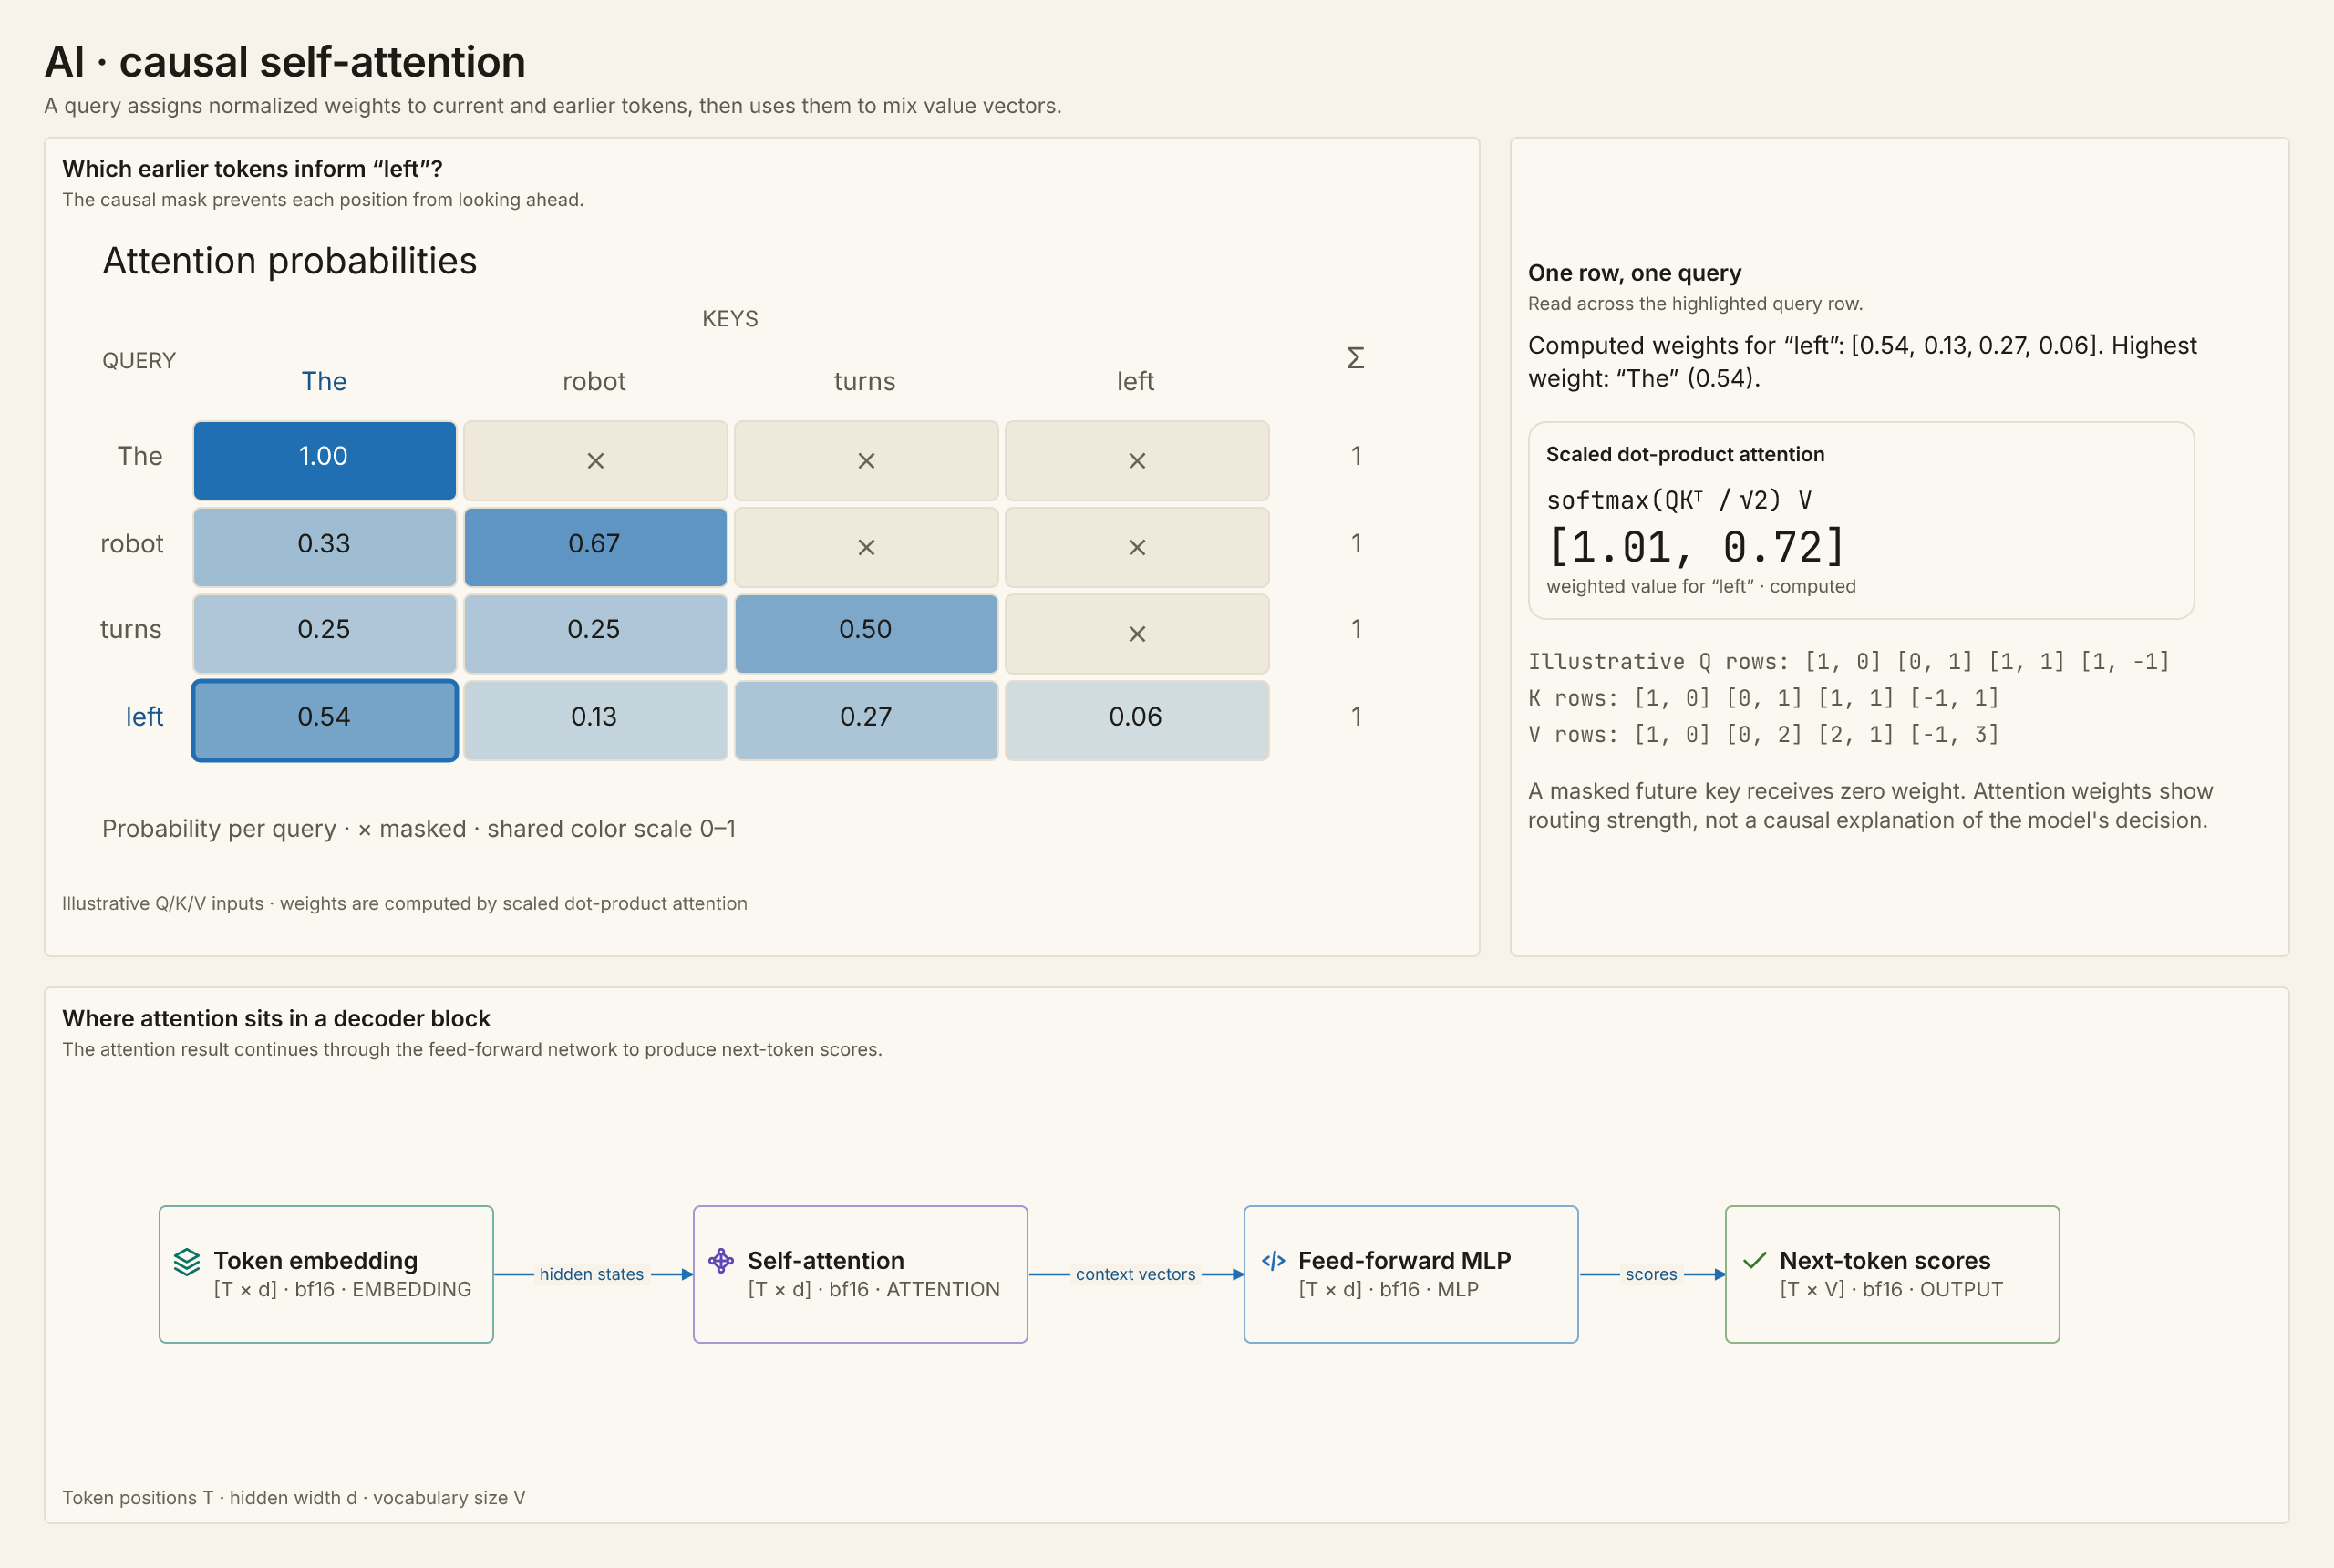 AI · causal self-attention
A query assigns normalized weights to current and earlier tokens, then uses them to mix value vectors.
Which earlier tokens inform “left”?
The causal mask prevents each position from looking ahead.
Attention probabilities
KEYS
QUERY The robot turns left Σ
The 1.00 × × × 1
robot 0.33 0.67 × × 1
turns 0.25 0.25 0.50 × 1
left 0.54 0.13 0.27 0.06 1
Probability per query · × masked · shared color scale 0–1
Illustrative Q/K/V inputs · weights are computed by scaled dot-product attention
One row, one query
Read across the highlighted query row.
Computed weights for “left”: [0.54, 0.13, 0.27, 0.06]. Highest
weight: “The” (0.54).
Scaled dot-product attention
softmax(QKᵀ / √2) V
[1.01, 0.72]
weighted value for “left” · computed
Illustrative Q rows: [1, 0] [0, 1] [1, 1] [1, -1]
K rows: [1, 0] [0, 1] [1, 1] [-1, 1]
V rows: [1, 0] [0, 2] [2, 1] [-1, 3]
A masked future key receives zero weight. Attention weights show
routing strength, not a causal explanation of the model's decision.
Where attention sits in a decoder block
The attention result continues through the feed-forward network to produce next-token scores.
Token embedding
[T × d] · bf16 · EMBEDDING
hidden states
Self-attention
[T × d] · bf16 · ATTENTION
context vectors
Feed-forward MLP
[T × d] · bf16 · MLP
scores
Next-token scores
[T × V] · bf16 · OUTPUT
Token positions T · hidden width d · vocabulary size V